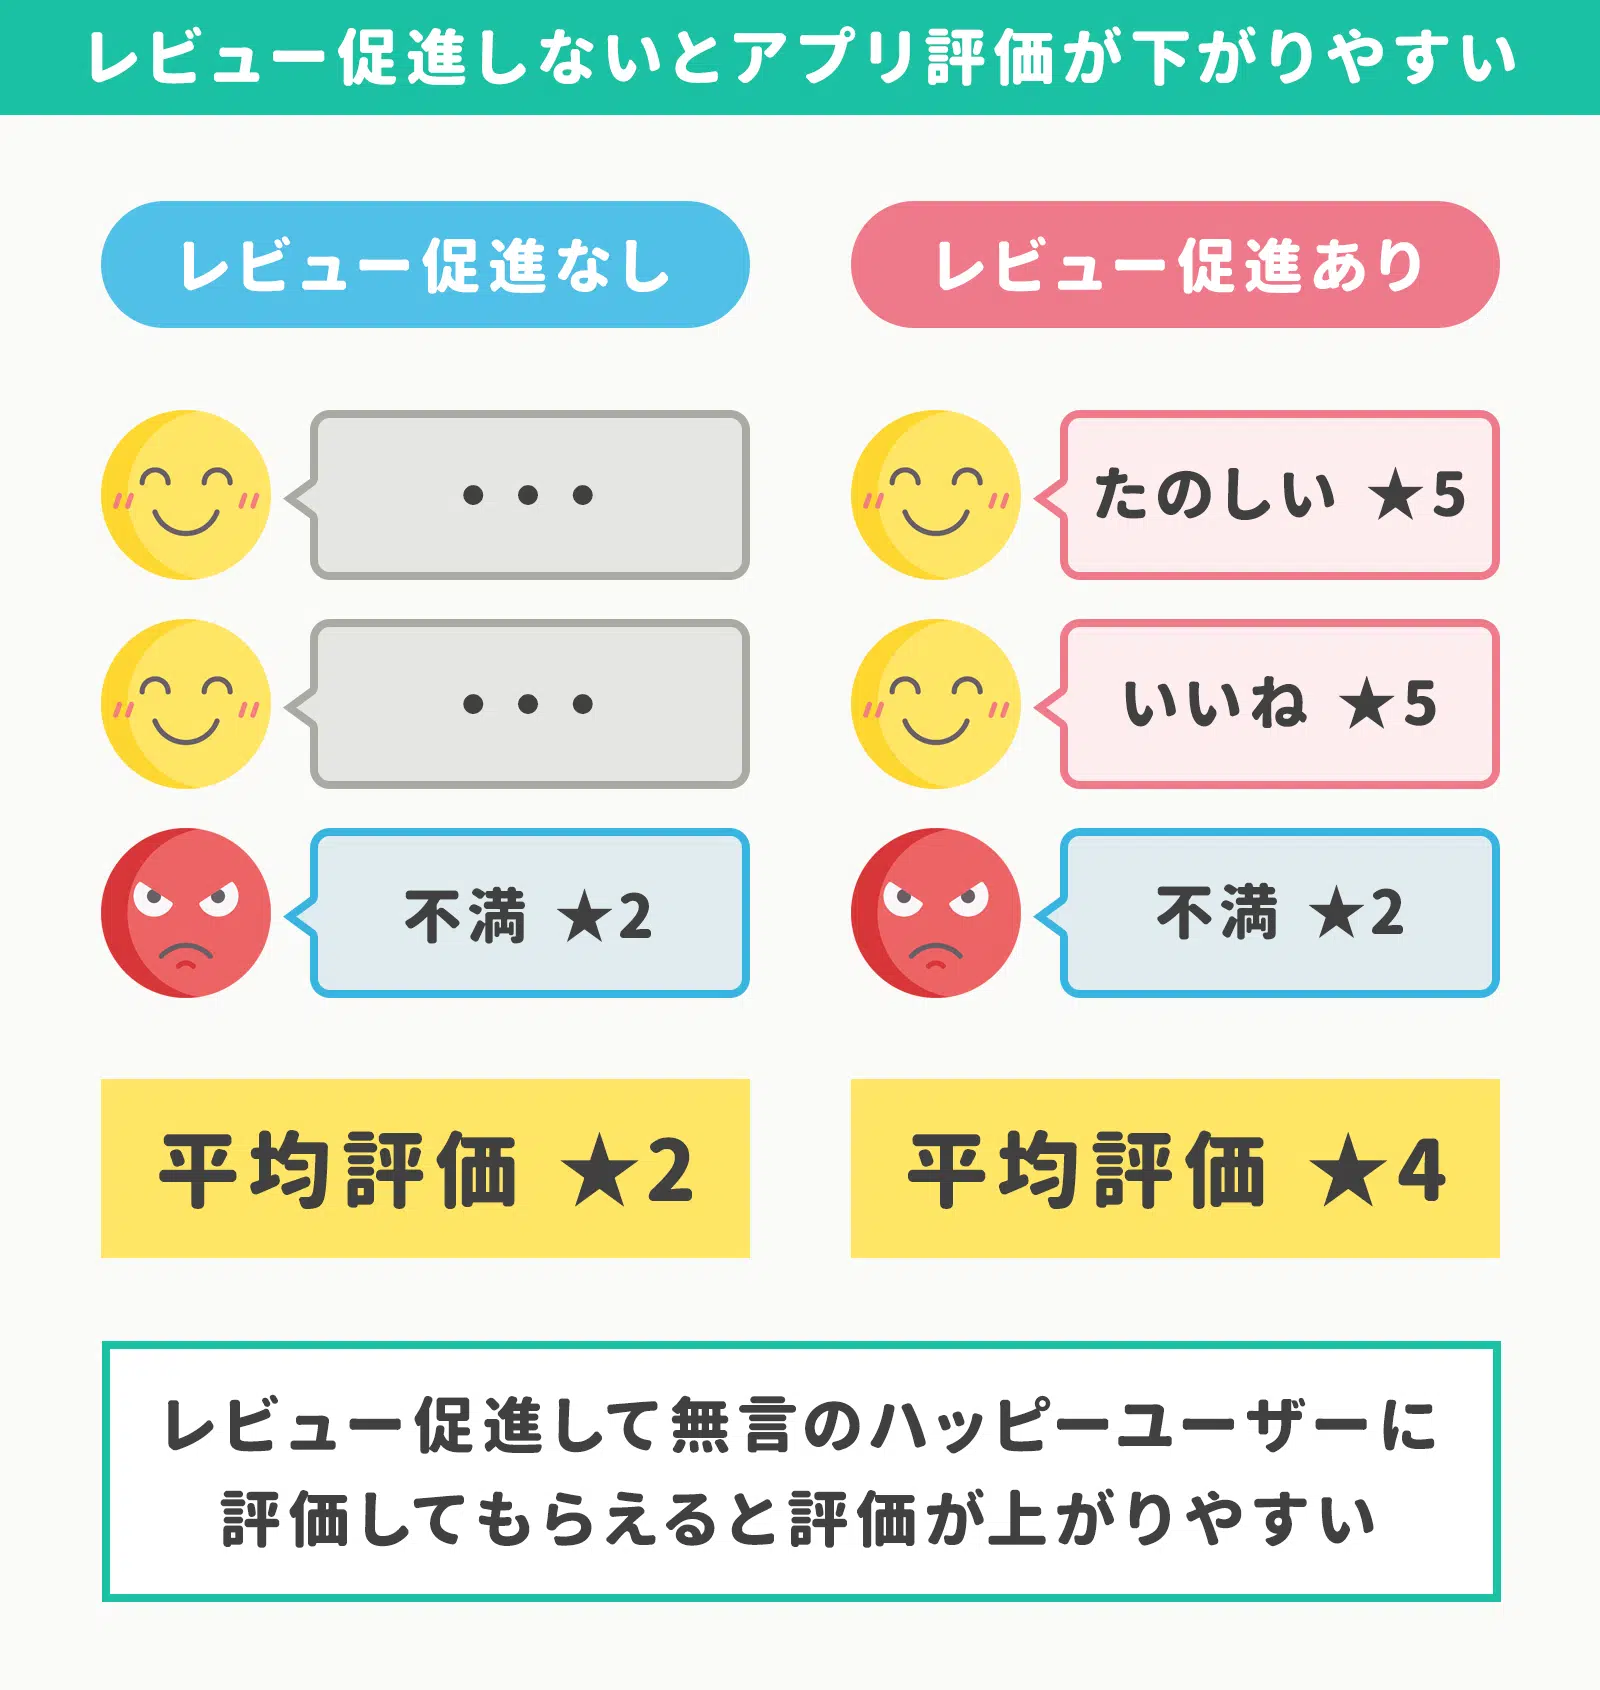 レビュー促進しないとアプリ評価が下がりやすい
レビュー促進なし
•••
•••
不満 ★2
平均評価 ★2
レビュー促進あり
たのしい ★5
いいね ★5
不満 ★2
平均評価 ★4
レビュー促進して無言のハッピーユーザーに
評価してもらえると評価が上がりやすい